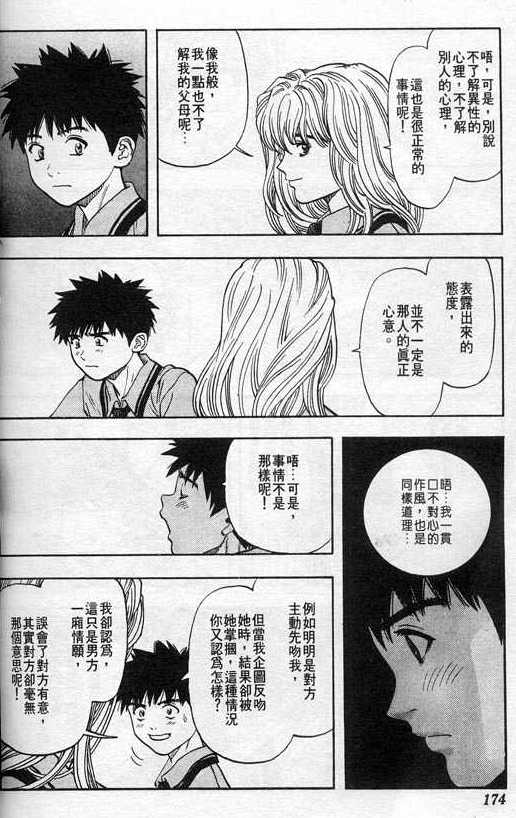 唔，可是，別說
不了解異性的
心理，不了解
別人的心理，
這也是很正常的
事情呢！
像我般，
我一點也不了
解我的父母呢…
表露出來的
態度，
並不一定是
那人的眞正
心意。
唔…我一貫
口不對心的
作風，也是
同樣道理…
唔…可是，
事情不是
那樣呢！
例如明明是對方
主動先吻我，
但當我企圖反吻
她時，結果卻被
她掌摑，這種情況
你又認爲怎樣？
我卻認爲，
這只是男方
一廂情願，
誤會了對方有意，
其實對方卻毫無
那個意思呢！
174